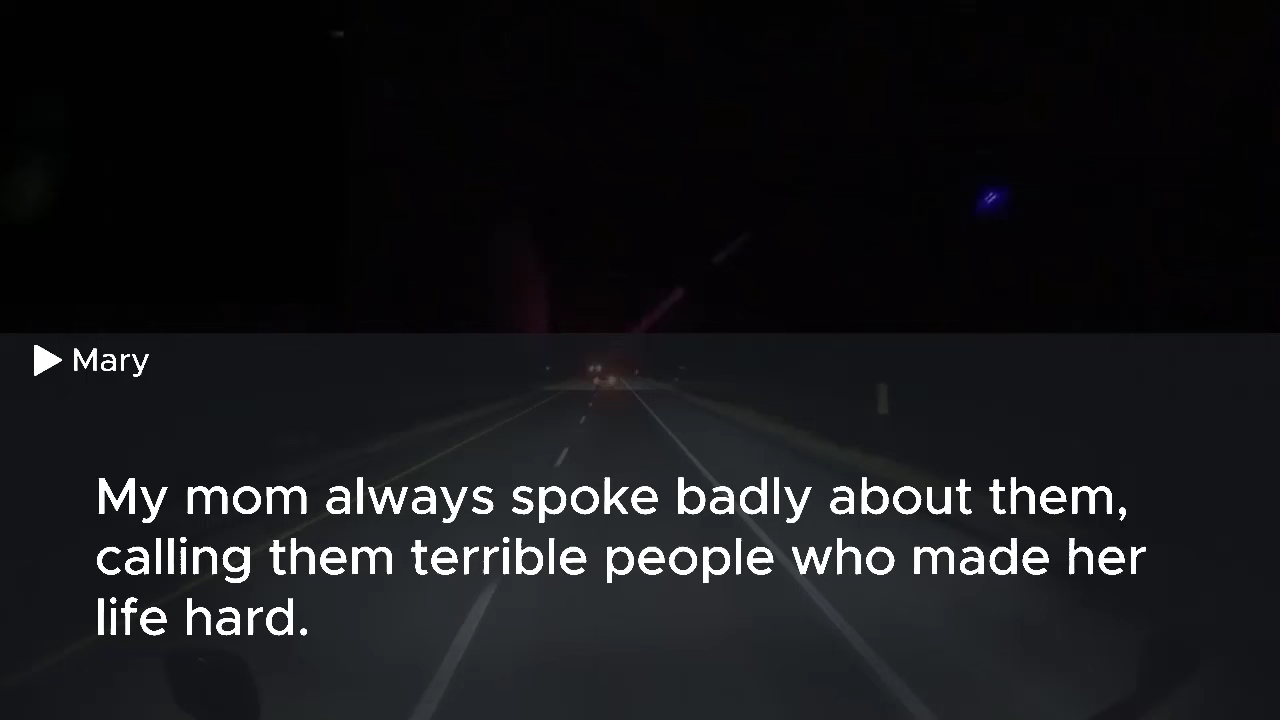 Mary
My mom always spoke badly about them,
calling them terrible people who made her
life hard.